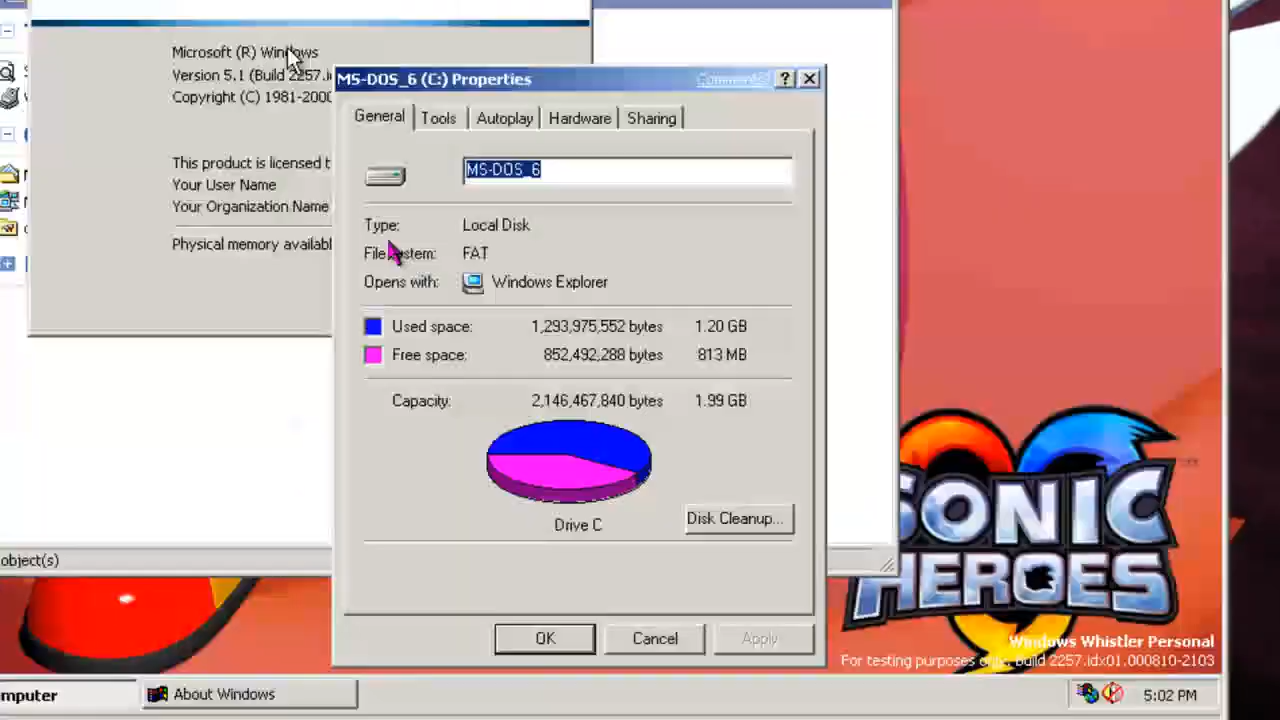 Microsoft (R) Windows
Version 5.1 (Build 2257.i
Copyright (C) 1981-2000
This product is licensed t
Your User Name
Your Organization Name
Physical memory availabl
MS-DOS_6 (C:) Properties
Comments?
General Tools Autoplay Hardware Sharing
MS-DOS_6
Type: Local Disk
File system: FAT
Opens with: Windows Explorer
Used space: 1,293,975,552 bytes 1.20 GB
Free space: 852,492,288 bytes 813 MB
Capacity: 2,146,467,840 bytes 1.99 GB
Drive C
Disk Cleanup...
OK Cancel Apply
object(s)
SONIC
HEROES
Windows Whistler Personal
For testing purposes only. Build 2257.idx01.000810-2103
mputer
About Windows
5:02 PM